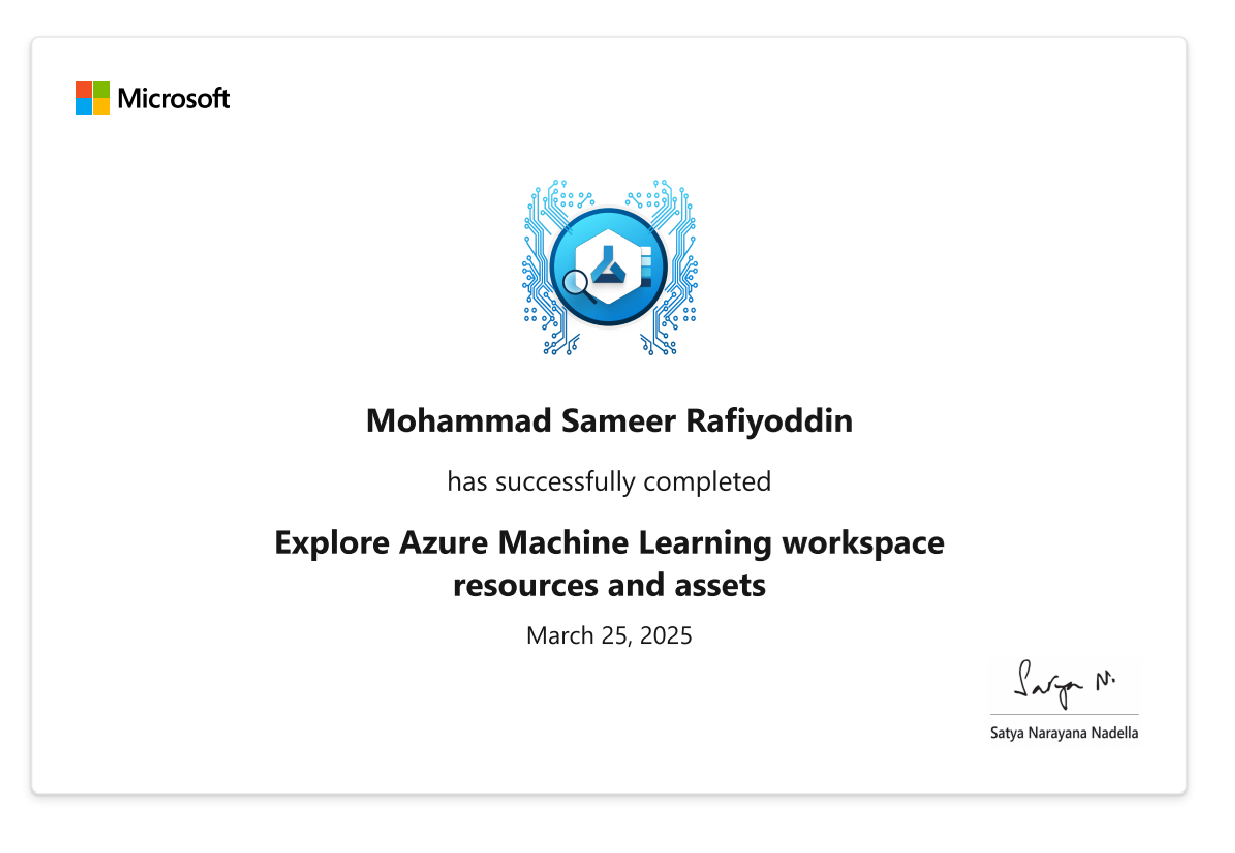 Microsoft
Mohammad Sameer Rafiyoddin
has successfully completed
Explore Azure Machine Learning workspace
resources and assets
March 25, 2025
Satya N.
Satya Narayana Nadella